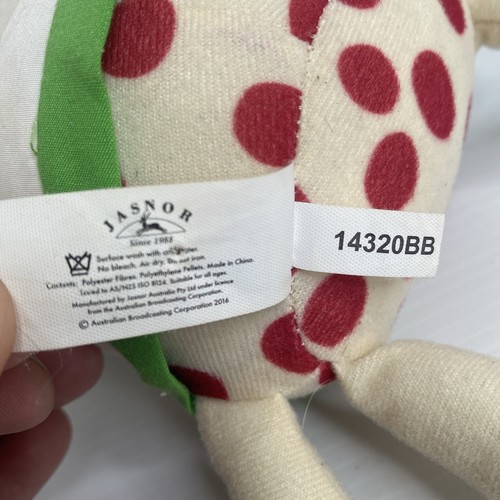 JASNOR
Since 1988
Surface wash with
No bleach. Air dry. Do not iron.
Contents: Polyester Fibres. Polyethylene Pellets. Made in China.
Tested to AS/NZS ISO 8124. Suitable for all ages.
Manufactured by Jasnor Australia Pty Ltd under licence
from the Australian Broadcasting Corporation.
© Australian Broadcasting Corporation 2016
14320BB